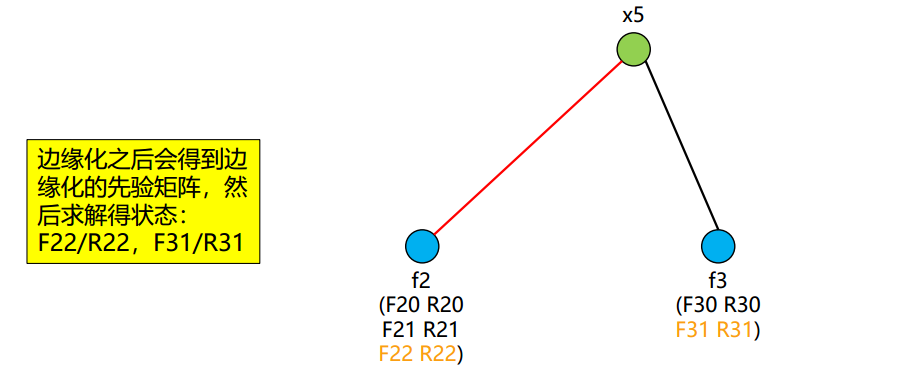 x5
边缘化之后会得到边
缘化的先验矩阵，然
后求解得状态：
F22/R22，F31/R31
f2
(F20 R20
F21 R21
F22 R22)
f3
(F30 R30
F31 R31)